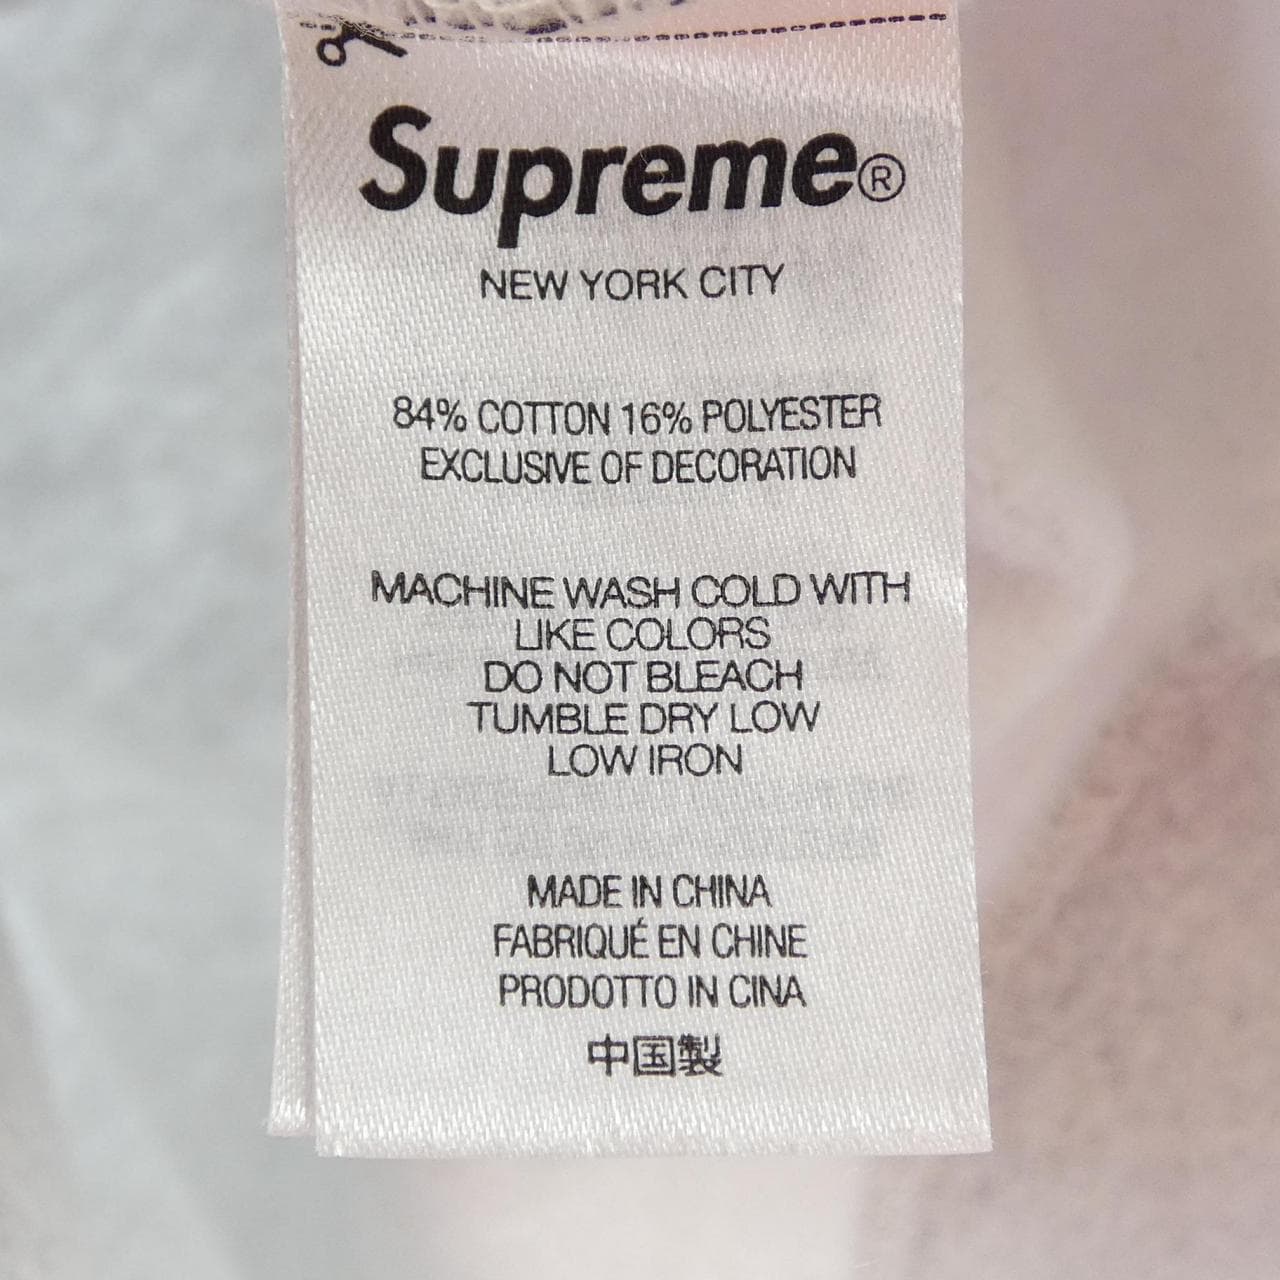 Supreme®
NEW YORK CITY
84% COTTON 16% POLYESTER
EXCLUSIVE OF DECORATION
MACHINE WASH COLD WITH
LIKE COLORS
DO NOT BLEACH
TUMBLE DRY LOW
LOW IRON
MADE IN CHINA
FABRIQUÉ EN CHINE
PRODOTTO IN CINA
中国製